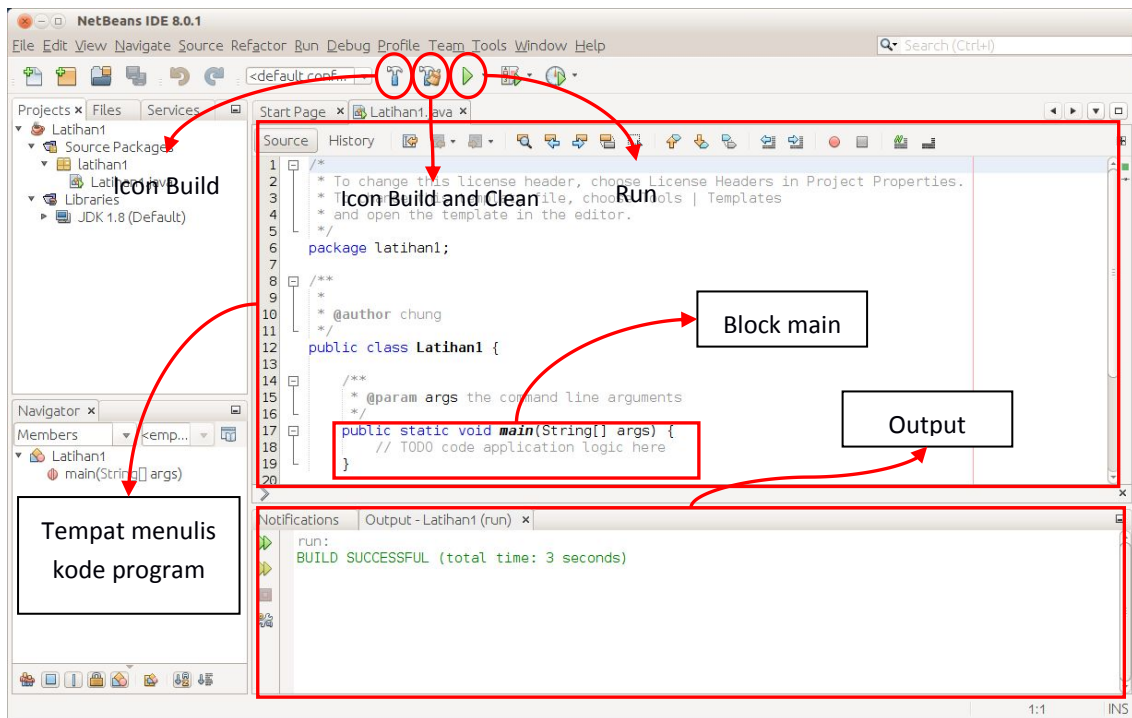 NetBeans IDE 8.0.1
File Edit View Navigate Source Refactor Run Debug Profile Team Tools Window Help
Search (Ctrl+I)
<default conf...
Projects Files Services
Latihan1
Source Packages
latihan1
Latihan1.java
Libraries
JDK 1.8 (Default)
Icon Build
Start Page Latihan1.java
Source History
Icon Build and Clean
Run
1 /*
2 * To change this license header, choose License Headers in Project Properties.
3 * To change this template file, choose Tools | Templates
4 * and open the template in the editor.
5 */
6 package latihan1;
7
8 /**
9 *
10 * @author chung
11 */
12 public class Latihan1 {
13
14 /**
15 * @param args the command line arguments
16 */
17 public static void main(String[] args) {
18 // TODO code application logic here
19 }
20
Block main
Output
Navigator
Members <emp...
Latihan1
main(String[] args)
Tempat menulis
kode program
Notifications Output - Latihan1 (run)
run:
BUILD SUCCESSFUL (total time: 3 seconds)
1:1 INS